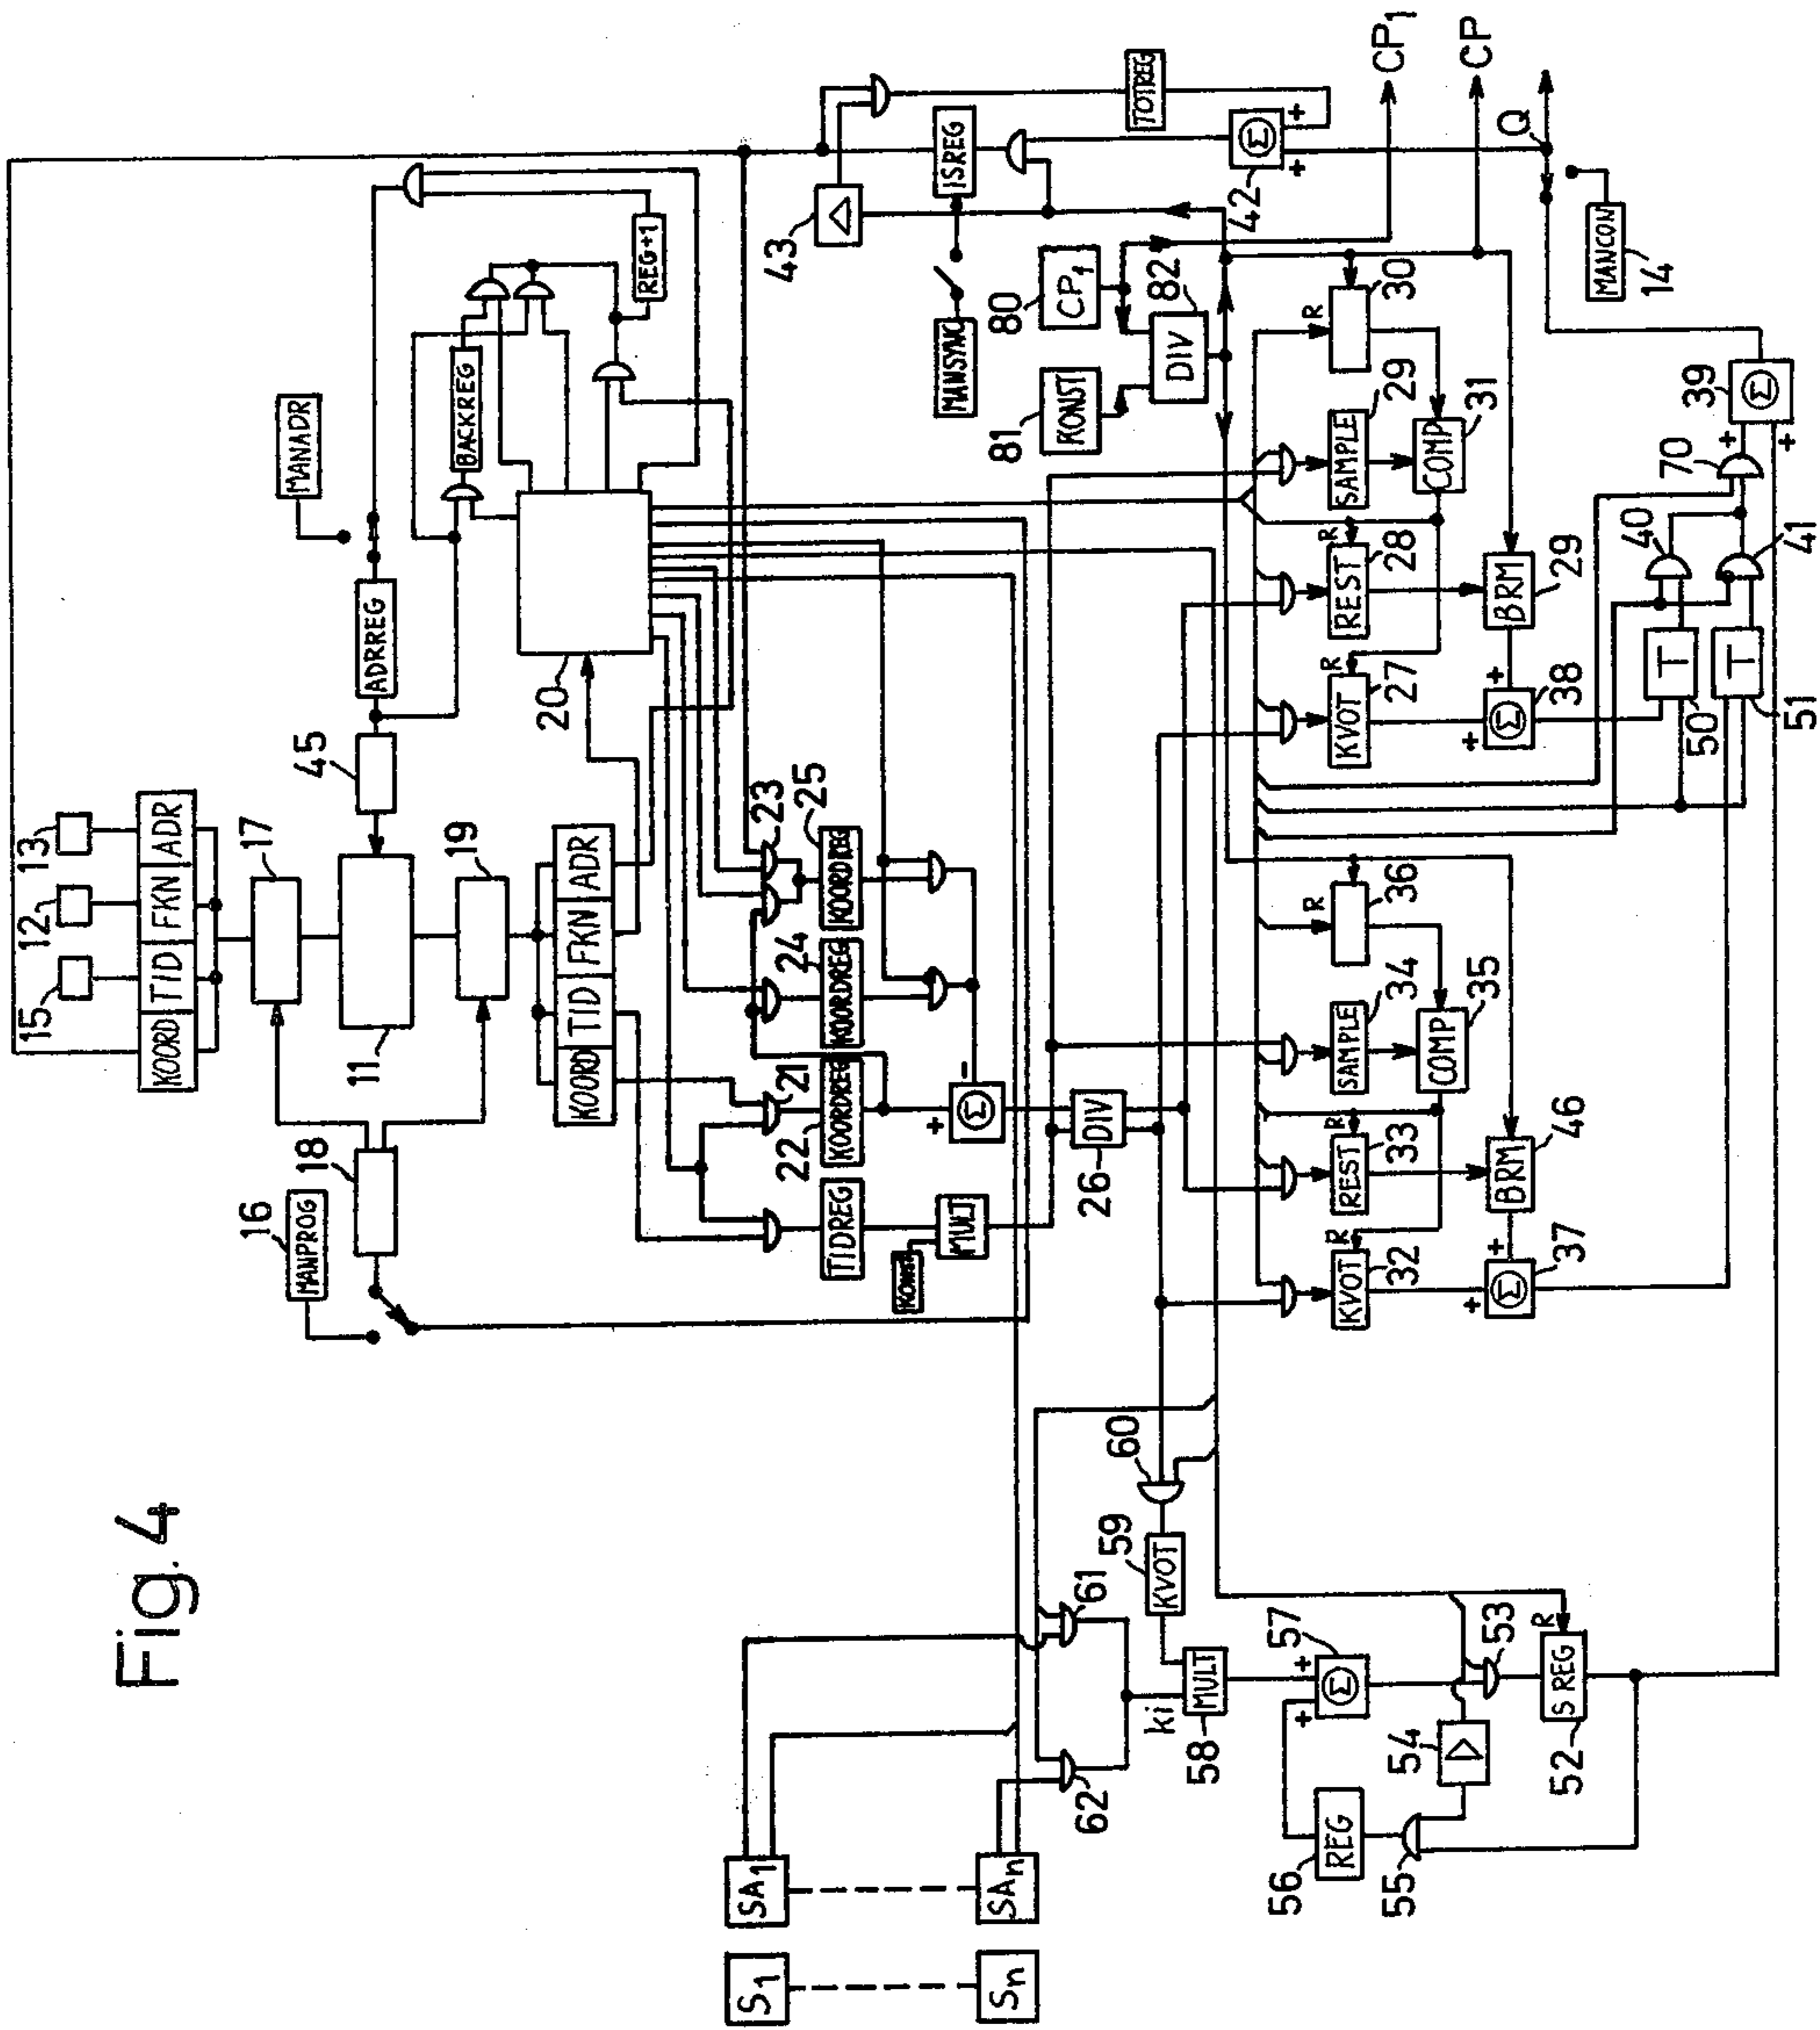 Fig. 4
15
12
13
KOORD TID FKN ADR
16
MANPROG
18
17
11
19
45
ADRREG
MANADR
BACKREG
REG+1
20
KOORD TID FKN ADR
21
22
23
24
25
TIDREG
KOORDREG
KOORDREG
KOORDREG
KONST
MULT
Σ
+
-
DIV
26
43
Δ
ISREG
MANSYNC
TOTREG
80
CP1
81
KONST
DIV
82
Σ
42
+
+
CP1
CP
Q
MANCON
14
KVOT
R
27
REST
R
28
SAMPLE
29
R
30
COMP
31
BRM
29
Σ
38
+
+
KVOT
R
32
REST
R
33
SAMPLE
34
COMP
35
R
36
BRM
46
Σ
37
+
+
T
50
T
51
40
41
70
Σ
39
+
+
S1
SA1
Sn
SAn
61
62
60
KVOT
59
ki
MULT
58
Σ
57
+
+
REG
56
55
Δ
54
53
S REG
R
52